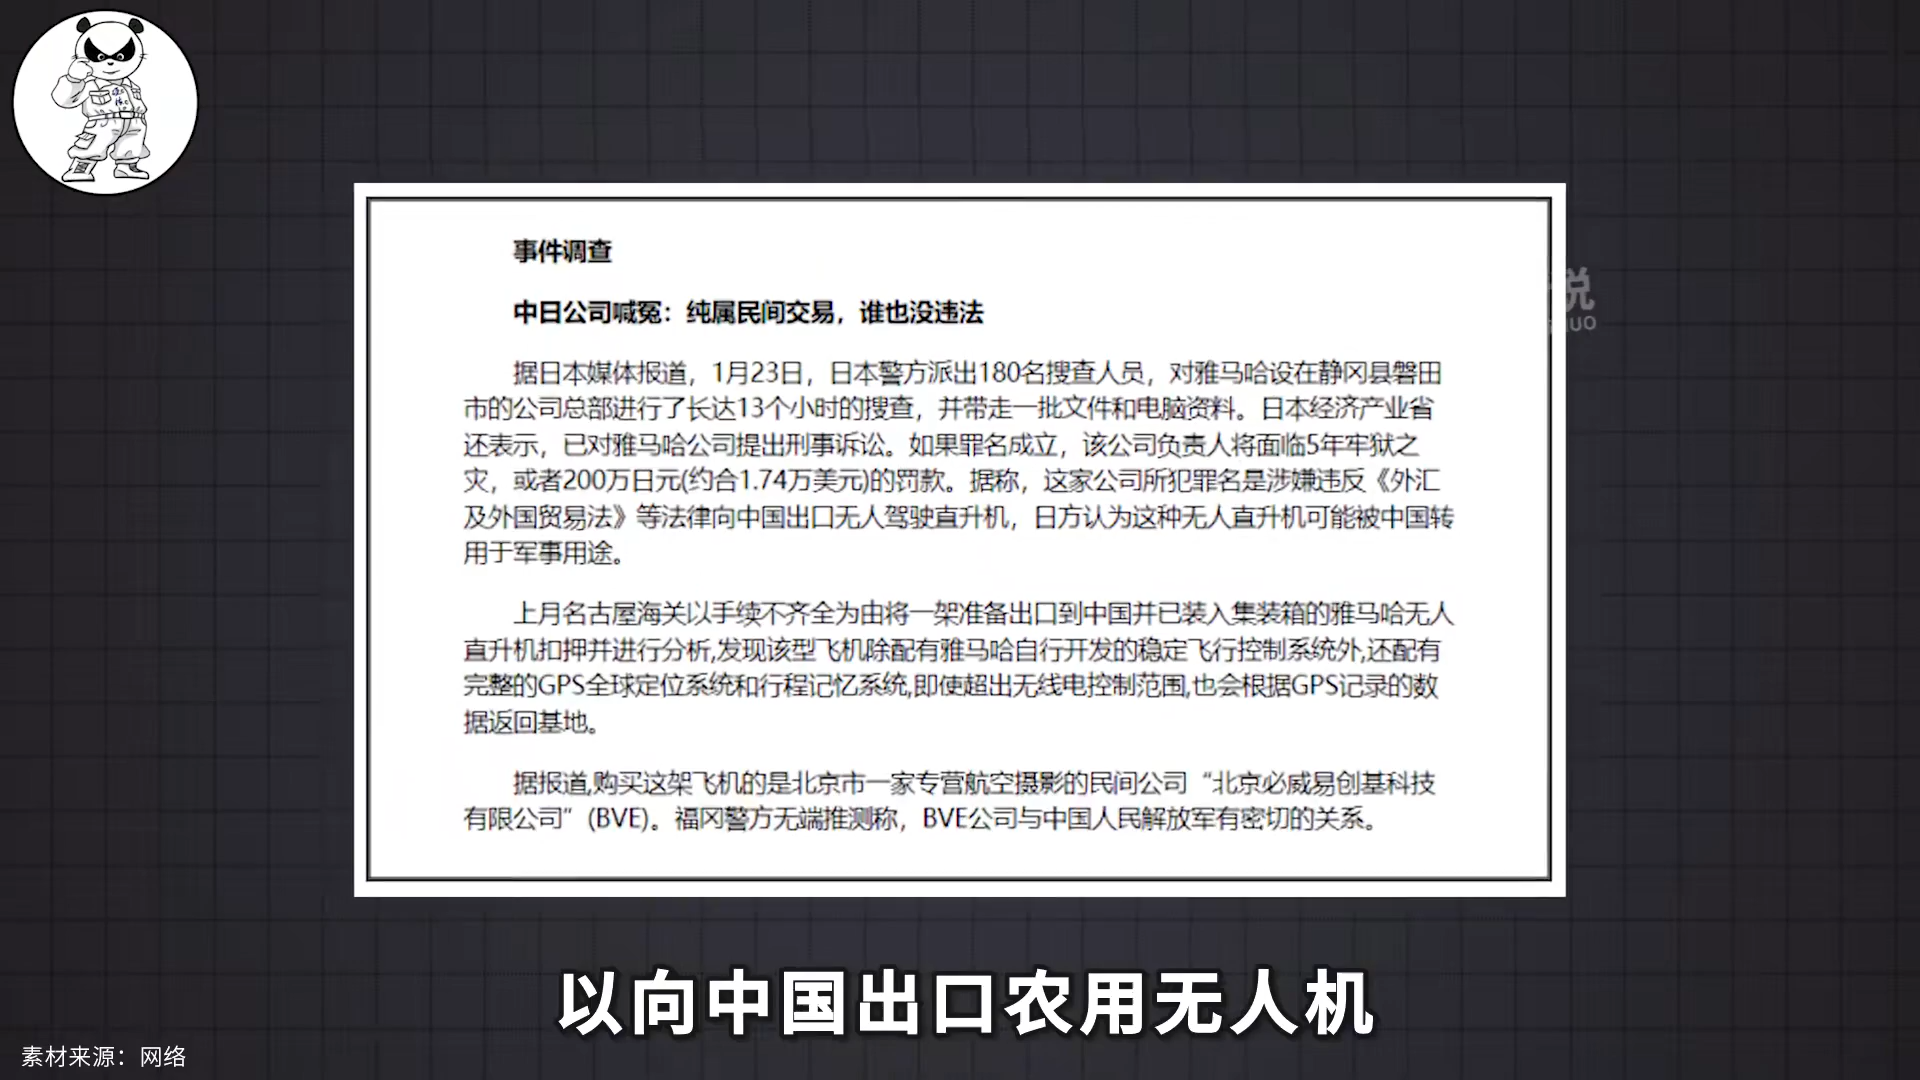 事件调查
中日公司喊冤：纯属民间交易，谁也没违法
据日本媒体报道，1月23日，日本警方派出180名搜查人员，对雅马哈设在静冈县磐田
市的公司总部进行了长达13个小时的搜查，并带走一批文件和电脑资料。日本经济产业省
还表示，已对雅马哈公司提出刑事诉讼。如果罪名成立，该公司负责人将面临5年牢狱之
灾，或者200万日元(约合1.74万美元)的罚款。据称，这家公司所犯罪名是涉嫌违反《外汇
及外国贸易法》等法律向中国出口无人驾驶直升机，日方认为这种无人直升机可能被中国转
用于军事用途。
上月名古屋海关以手续不齐全为由将一架准备出口到中国并已装入集装箱的雅马哈无人
直升机扣押并进行分析,发现该型飞机除配有雅马哈自行开发的稳定飞行控制系统外,还配有
完整的GPS全球定位系统和行程记忆系统,即使超出无线电控制范围,也会根据GPS记录的数
据返回基地。
据报道,购买这架飞机的是北京市一家专营航空摄影的民间公司“北京必威易创基科技
有限公司”(BVE)。福冈警方无端推测称，BVE公司与中国人民解放军有密切的关系。
说
以向中国出口农用无人机
素材来源：网络